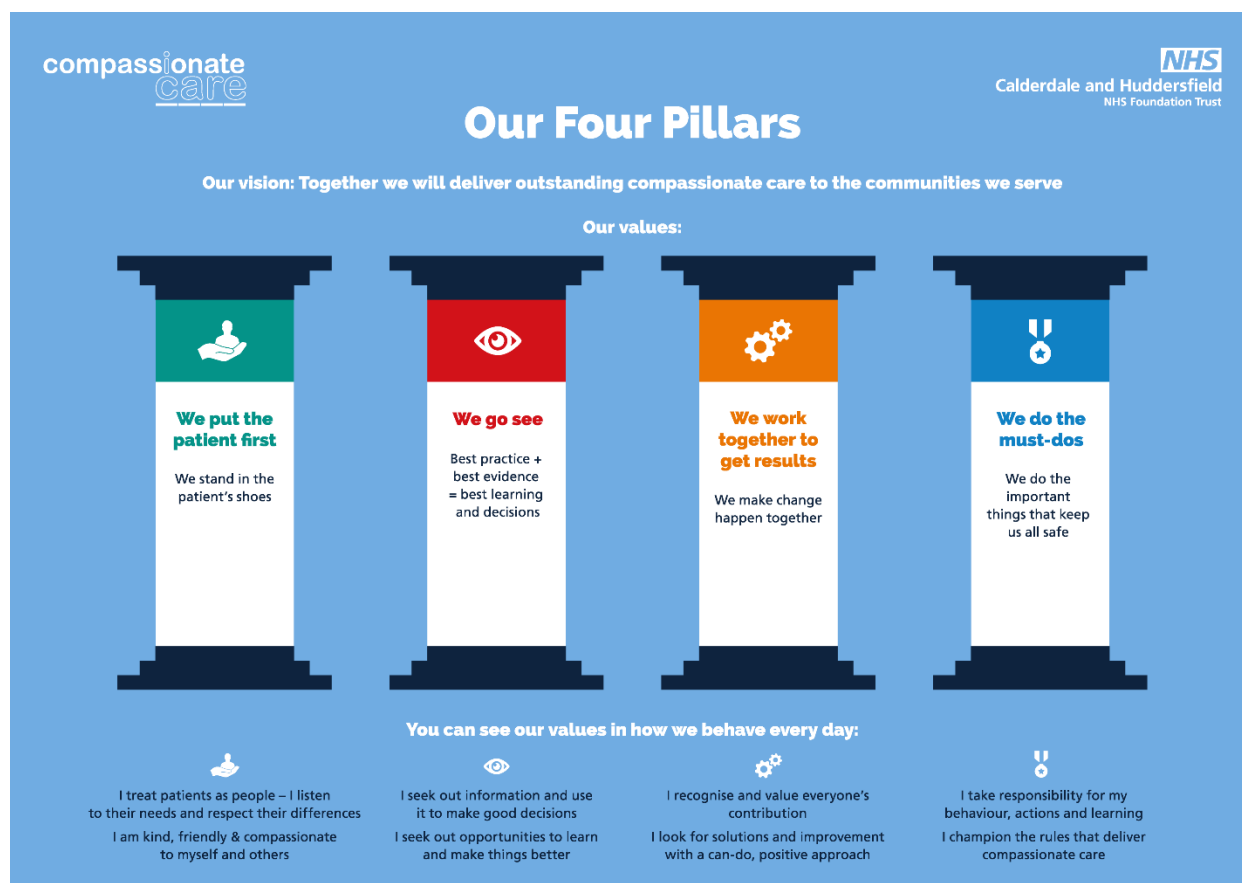 compassionate
care
NHS
Calderdale and Huddersfield
NHS Foundation Trust
Our Four Pillars
Our vision: Together we will deliver outstanding compassionate care to the communities we serve
Our values:
We put the
patient first
We stand in the
patient's shoes
We go see
Best practice +
best evidence
= best learning
and decisions
We work
together to
get results
We make change
happen together
We do the
must-dos
We do the
important
things that keep
us all safe
You can see our values in how we behave every day:
I treat patients as people – I listen
to their needs and respect their differences
I am kind, friendly & compassionate
to myself and others
I seek out information and use
it to make good decisions
I seek out opportunities to learn
and make things better
I recognise and value everyone's
contribution
I look for solutions and improvement
with a can-do, positive approach
I take responsibility for my
behaviour, actions and learning
I champion the rules that deliver
compassionate care